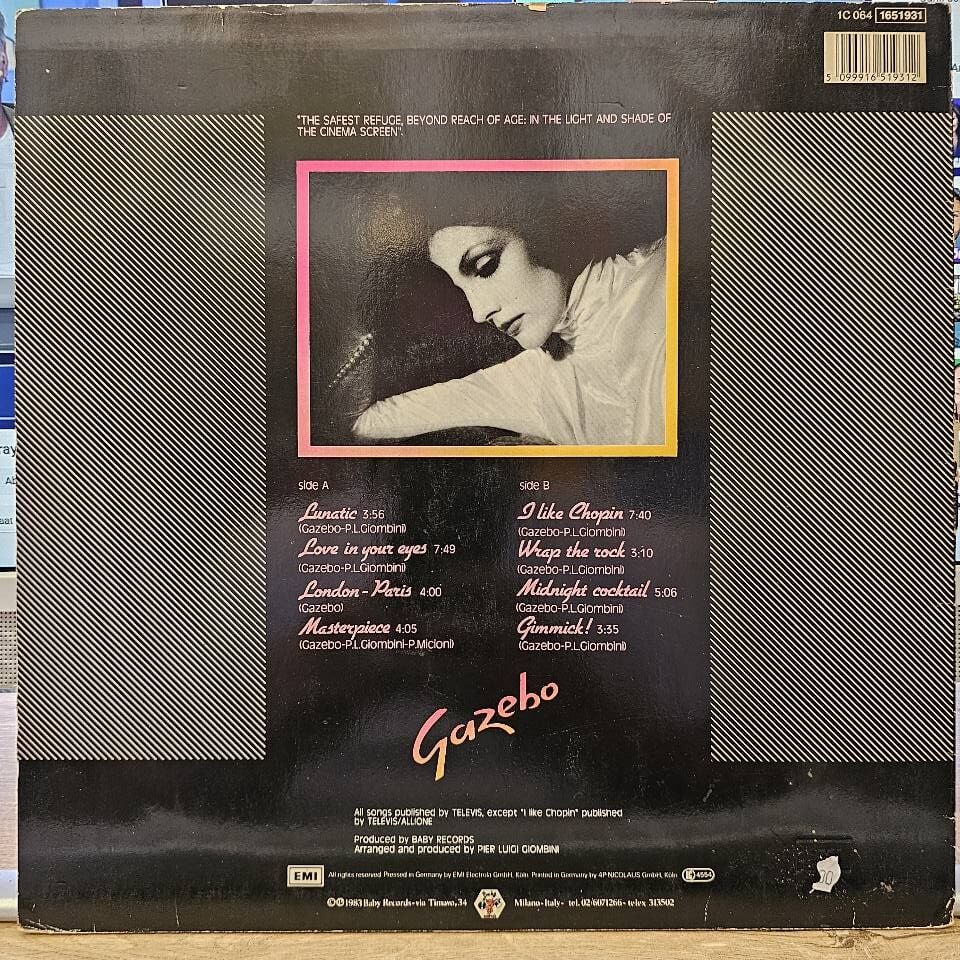 1C 064 1651931
5 099916 519312
"THE SAFEST REFUGE, BEYOND REACH OF AGE: IN THE LIGHT AND SHADE OF
THE CINEMA SCREEN".
side A
Lunatic 3:56
(Gazebo-P.L.Giombini)
Love in your eyes 7:49
(Gazebo-P.L.Giombini)
London-Paris 4:00
(Gazebo)
Masterpiece 4:05
(Gazebo-P.L.Giombini-P.Micioni)
side B
I like Chopin 7:40
(Gazebo-P.L.Giombini)
Wrap the rock 3:10
(Gazebo-P.L.Giombini)
Midnight cocktail 5:06
(Gazebo-P.L.Giombini)
Gimmick! 3:35
(Gazebo-P.L.Giombini)
Gazebo
All songs published by TELEVIS, except "I like Chopin" published
by TELEVIS/ALLIONE
Produced by BABY RECORDS
Arranged and produced by PIER LUIGI GIOMBINI
EMI All rights reserved Pressed in Germany by EMI Electrola GmbH, Köln Printed in Germany by 4P NICOLAUS GmbH, Köln K 4554
℗©1983 Baby Records-via Timavo,34 Milano-Italy- tel. 02/6071266- telex 313502
20